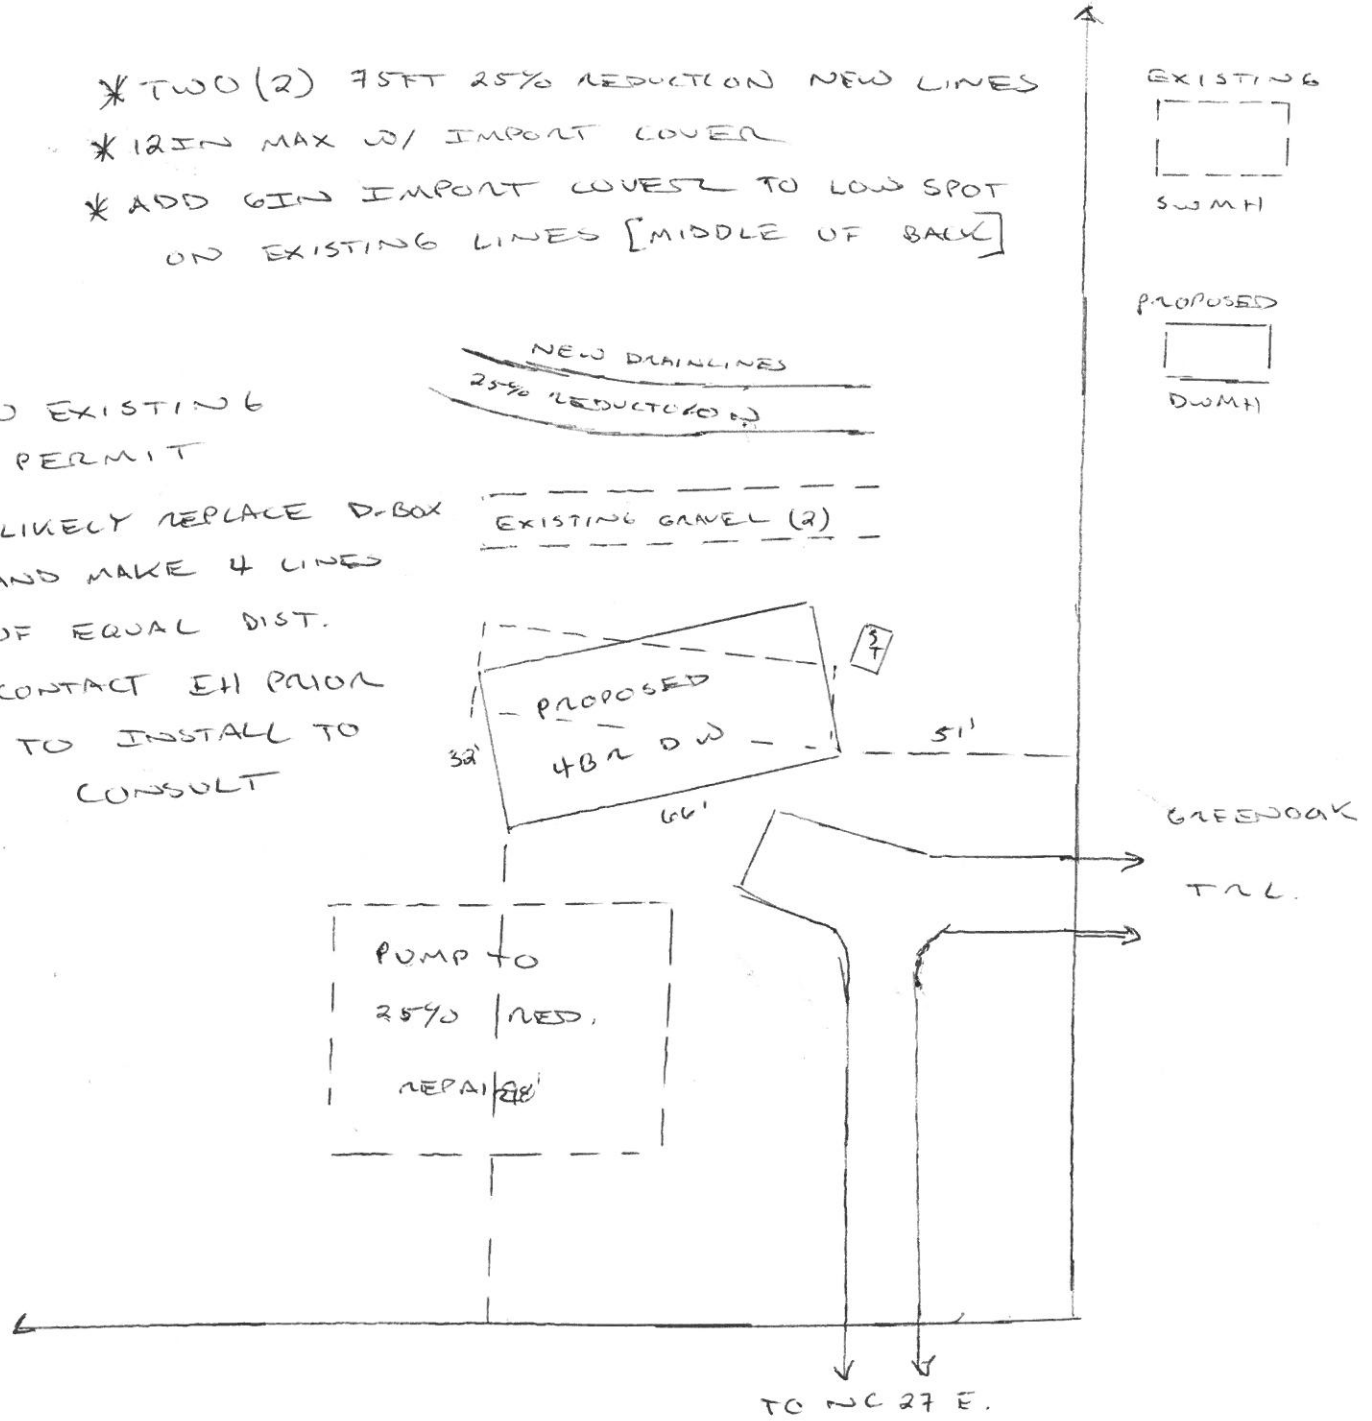 * TWO (2) 75FT 25% REDUCTION NEW LINES
* 12IN MAX W/ IMPORT COVER
* ADD 6IN IMPORT COVER TO LOW SPOT
ON EXISTING LINES [MIDDLE OF BACK]
EXISTING
SWMH
PROPOSED
DWMH
NEW DRAINLINES
25% REDUCTION
EXISTING
PERMIT
EXISTING GRAVEL (2)
LIKELY REPLACE D-BOX
AND MAKE 4 LINES
OF EQUAL DIST.
CONTACT EH PRIOR
TO INSTALL TO
CONSULT
ST
PROPOSED
4BR DW
32'
66'
51'
GREENOAK
TRL.
PUMP TO
25% RED.
REPAIR
TO NC 27 E.